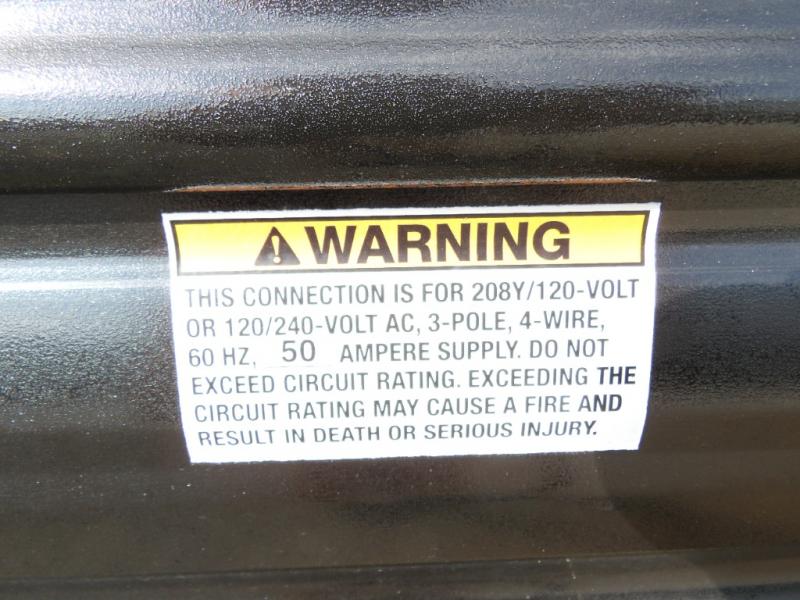 ⚠ WARNING
THIS CONNECTION IS FOR 208Y/120-VOLT
OR 120/240-VOLT AC, 3-POLE, 4-WIRE,
60 HZ, 50 AMPERE SUPPLY. DO NOT
EXCEED CIRCUIT RATING. EXCEEDING THE
CIRCUIT RATING MAY CAUSE A FIRE AND
RESULT IN DEATH OR SERIOUS INJURY.